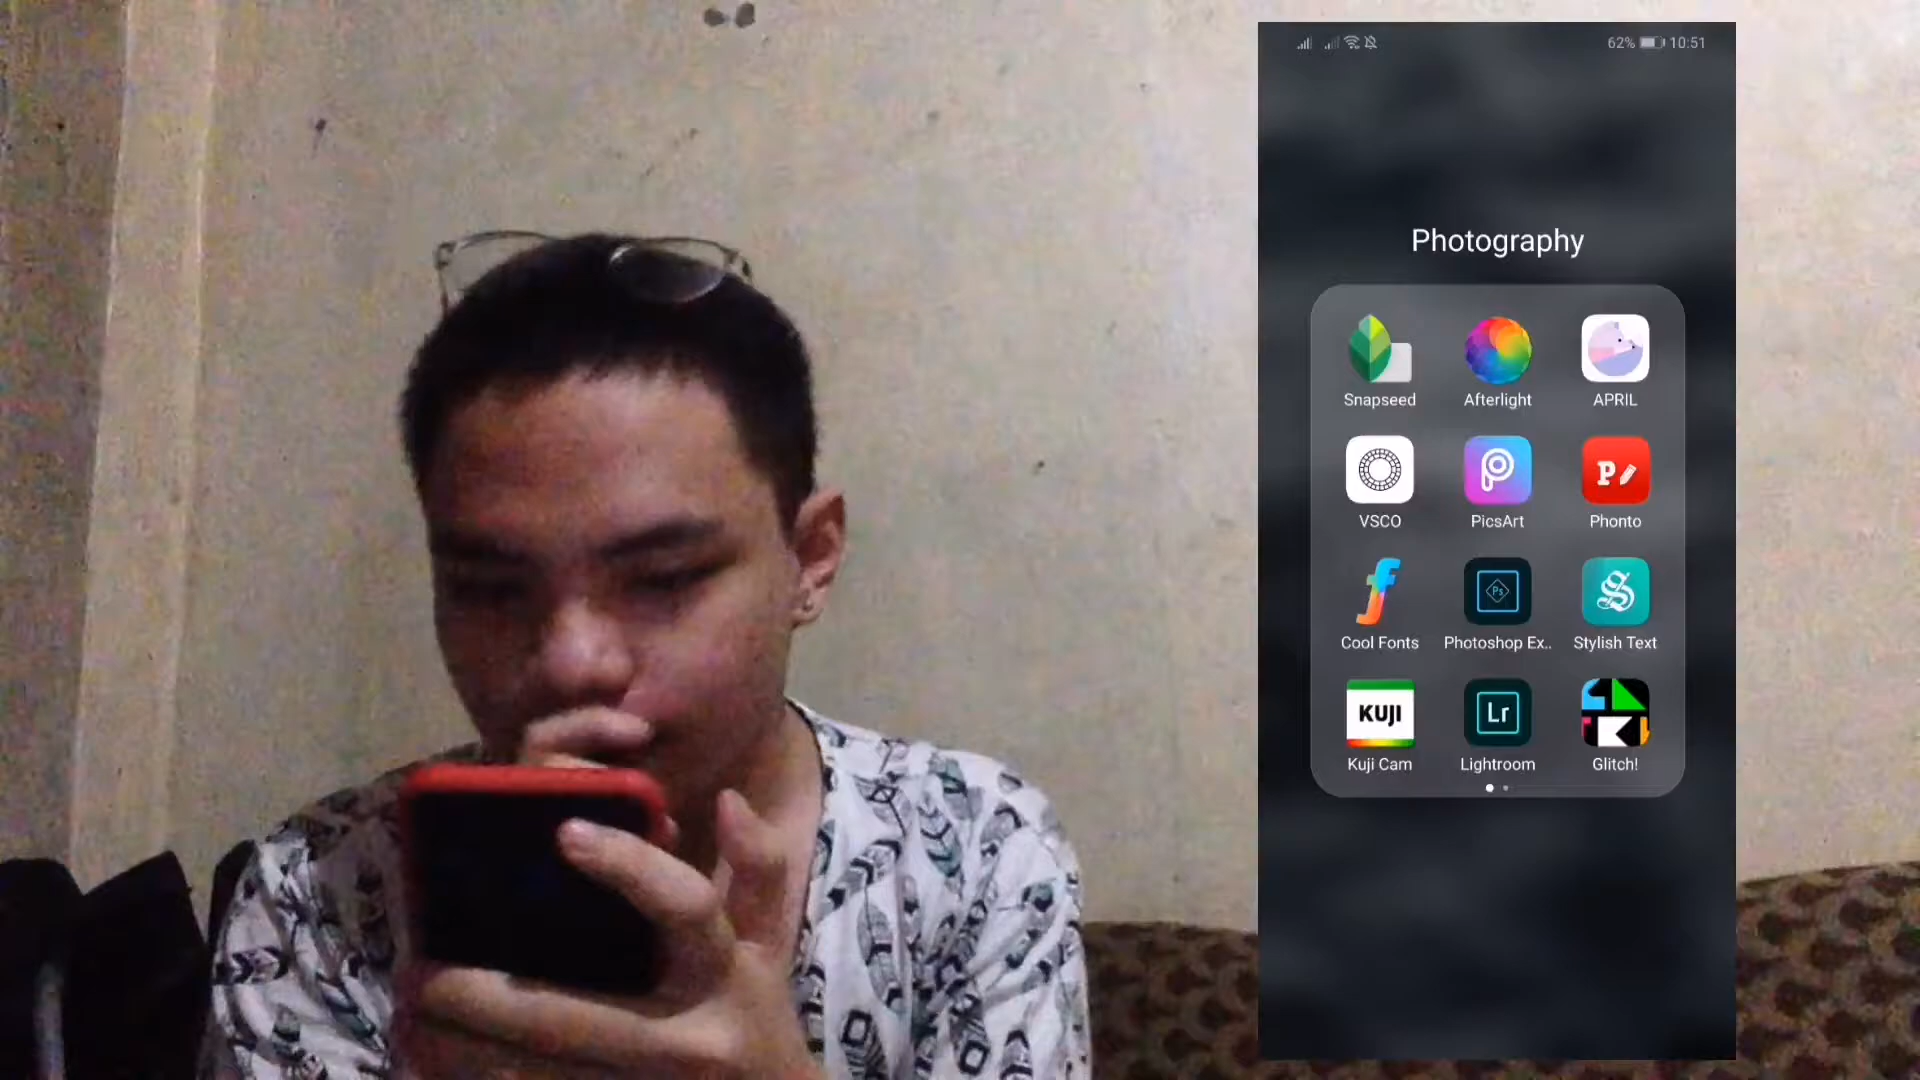 62% 10:51
Photography
Snapseed Afterlight APRIL
VSCO PicsArt Phonto
Cool Fonts Photoshop Ex.. Stylish Text
KUJI Lr
Kuji Cam Lightroom Glitch!
P
Ps
S
f